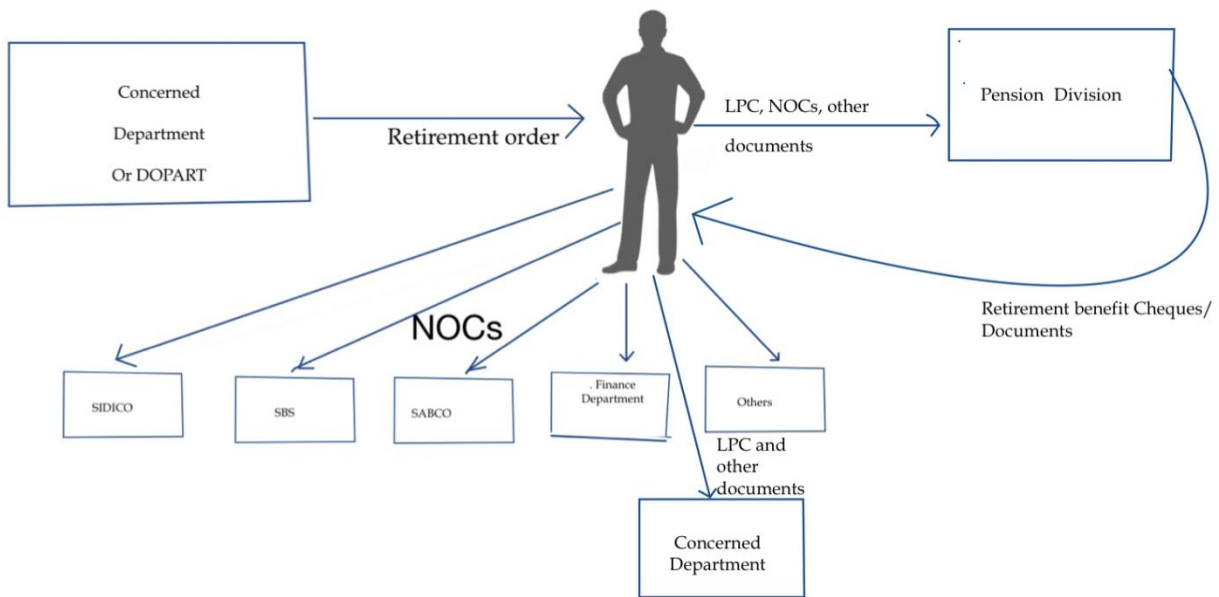 Concerned
Department
Or DOPART
Retirement order
LPC, NOCs, other
documents
Pension Division
Retirement benefit Cheques/
Documents
NOCs
SIDICO
SBS
SABCO
. Finance
Department
Others
LPC and
other
documents
Concerned
Department